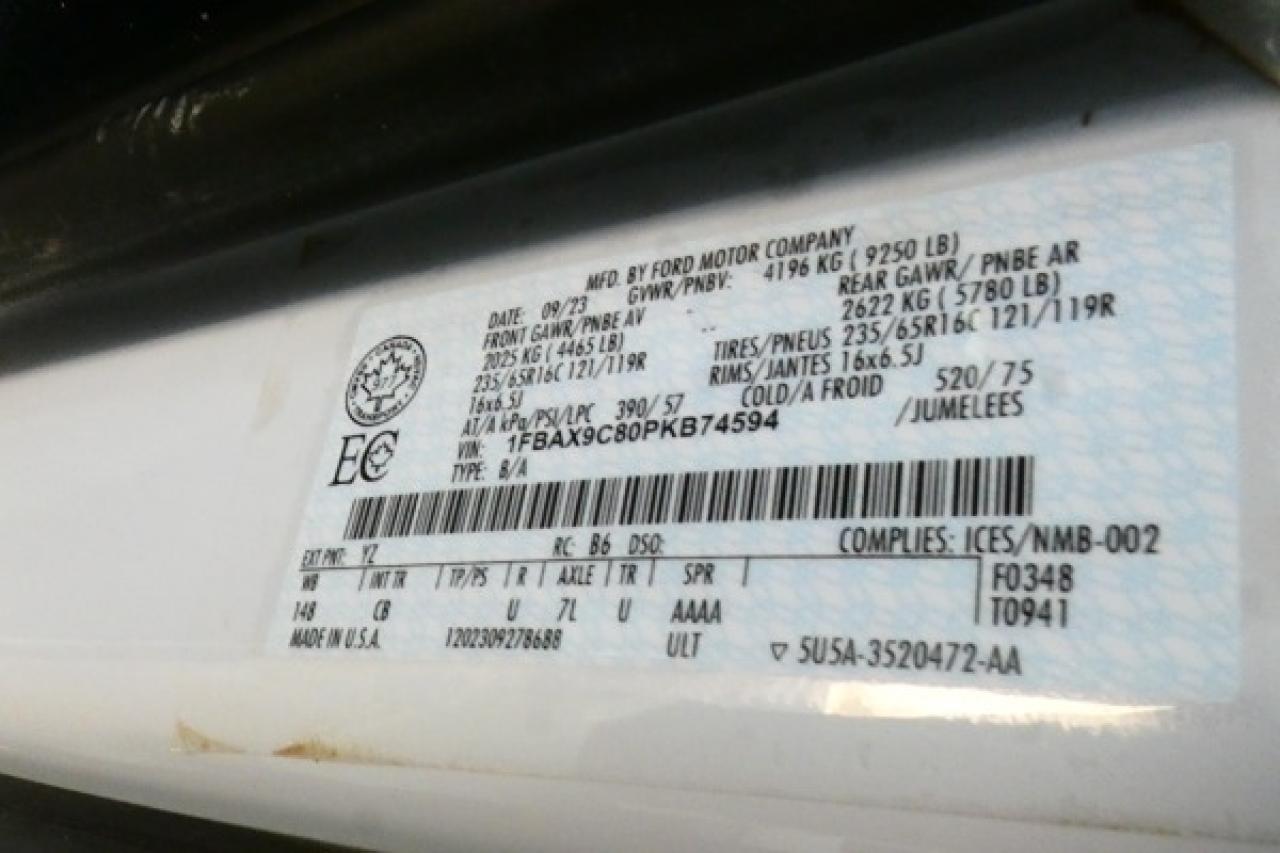 MFD. BY FORD MOTOR COMPANY
DATE: 09/23 GVWR/PNBV: 4196 KG ( 9250 LB)
FRONT GAWR/PNBE AV REAR GAWR/ PNBE AR
2025 KG ( 4465 LB) 2622 KG ( 5780 LB)
235/65R16C 121/119R TIRES/PNEUS 235/65R16C 121/119R
16x6.5J RIMS/JANTES 16x6.5J
AT/A kPa/PSI/LPC 390/ 57 COLD/A FROID 520/ 75
VIN: 1FBAX9C80PKB74594 /JUMELEES
TYPE: B/A
EC
EXT PNT: YZ RC: B6 DSO: COMPLIES: ICES/NMB-002
WB INT TR TP/PS R AXLE TR SPR F0348
148 CB U 7L U AAAA T0941
MADE IN U.S.A. 1202309278688 ULT ▽ 5U5A-3520472-AA